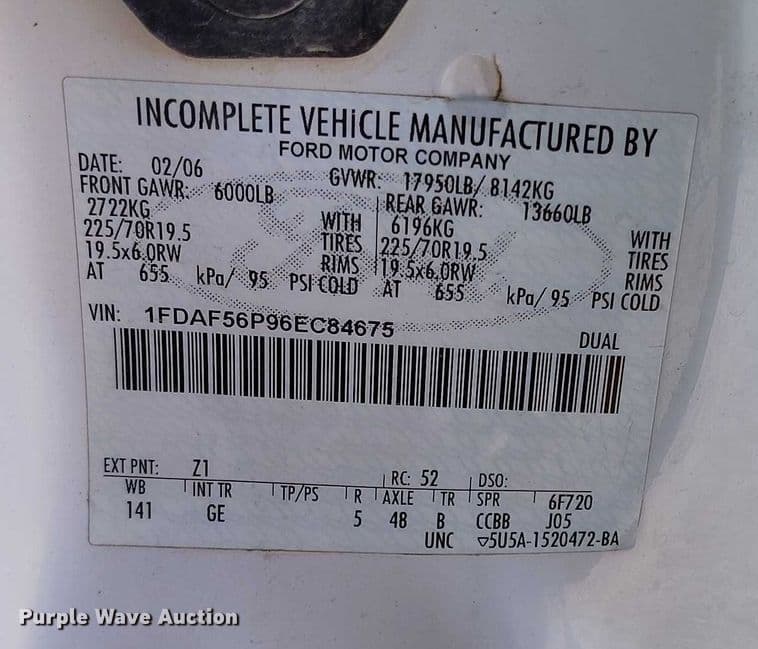 INCOMPLETE VEHICLE MANUFACTURED BY
FORD MOTOR COMPANY
DATE: 02/06 GVWR: 17950LB/ 8142KG
FRONT GAWR: 6000LB REAR GAWR: 13660LB
2722KG WITH 6196KG WITH
225/70R19.5 TIRES 225/70R19.5 TIRES
19.5x6.0RW RIMS 19.5x6.0RW RIMS
AT 655 kPa/ 95 PSI COLD AT 655 kPa/ 95 PSI COLD
VIN: 1FDAF56P96EC84675 DUAL
EXT PNT: Z1 RC: 52 DSO:
WB INT TR TP/PS R AXLE TR SPR 6F720
141 GE 5 48 B CCBB J05
UNC ▽5U5A-1520472-BA
Purple Wave Auction